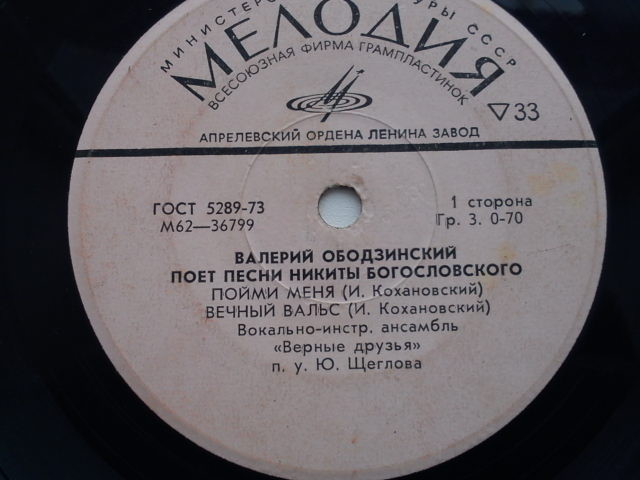 СССР
МЕЛОДИЯ
ВСЕСОЮЗНАЯ ФИРМА ГРАМПЛАСТИНОК
33
АПРЕЛЕВСКИЙ ОРДЕНА ЛЕНИНА ЗАВОД
ГОСТ 5289-73
М62—36799
1 сторона
Гр. 3. 0-70
ВАЛЕРИЙ ОБОДЗИНСКИЙ
ПОЕТ ПЕСНИ НИКИТЫ БОГОСЛОВСКОГО
ПОЙМИ МЕНЯ (И. Кохановский)
ВЕЧНЫЙ ВАЛЬС (И. Кохановский)
Вокально-инстр. ансамбль
«Верные друзья»
п. у. Ю. Щеглова